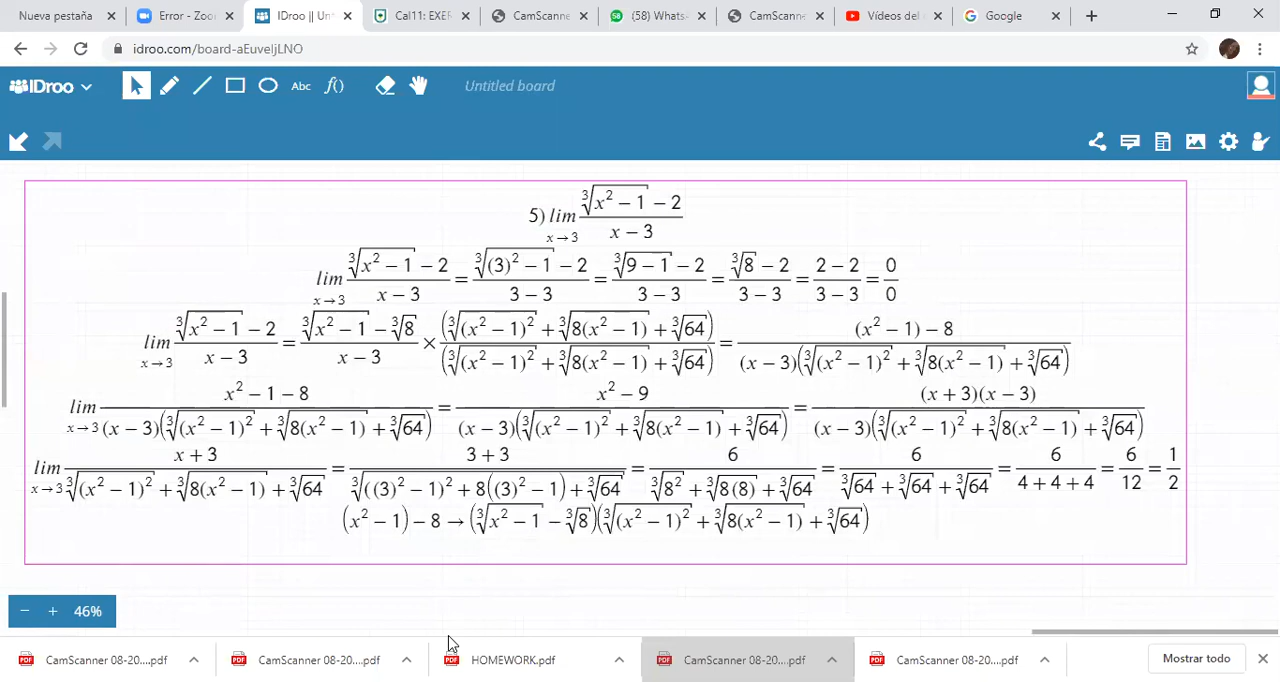 Nueva pestaña
Error - Zoo
IDroo || Un
Cal11: EXER
CamScanne
(58) Whats
CamScanne
Vídeos del
Google
idroo.com/board-aEuveljLNO
IDroo
Abc
f()
Untitled board
5) lim x→3 (∛(x² − 1) − 2)/(x − 3)
lim x→3 (∛(x² − 1) − 2)/(x − 3) = (∛((3)² − 1) − 2)/(3 − 3) = (∛(9 − 1) − 2)/(3 − 3) = (∛8 − 2)/(3 − 3) = (2 − 2)/(3 − 3) = 0/0
lim x→3 (∛(x² − 1) − 2)/(x − 3) = (∛(x² − 1) − ∛8)/(x − 3) × (∛(x² − 1)² + ∛8(x² − 1) + ∛64)/(∛(x² − 1)² + ∛8(x² − 1) + ∛64) = ((x² − 1) − 8)/((x − 3)(∛(x² − 1)² + ∛8(x² − 1) + ∛64))
lim x→3 (x² − 1 − 8)/((x − 3)(∛(x² − 1)² + ∛8(x² − 1) + ∛64)) = (x² − 9)/((x − 3)(∛(x² − 1)² + ∛8(x² − 1) + ∛64)) = ((x + 3)(x − 3))/((x − 3)(∛(x² − 1)² + ∛8(x² − 1) + ∛64))
lim x→3 (x + 3)/(∛(x² − 1)² + ∛8(x² − 1) + ∛64) = (3 + 3)/(∛(((3)² − 1)² + 8((3)² − 1) + ∛64)) = 6/(∛8² + ∛8(8) + ∛64) = 6/(∛64 + ∛64 + ∛64) = 6/(4 + 4 + 4) = 6/12 = 1/2
(x² − 1) − 8 → (∛(x² − 1) − ∛8)(∛(x² − 1)² + ∛8(x² − 1) + ∛64)
− + 46%
CamScanner 08-20....pdf
CamScanner 08-20....pdf
HOMEWORK.pdf
CamScanner 08-20....pdf
CamScanner 08-20....pdf
Mostrar todo